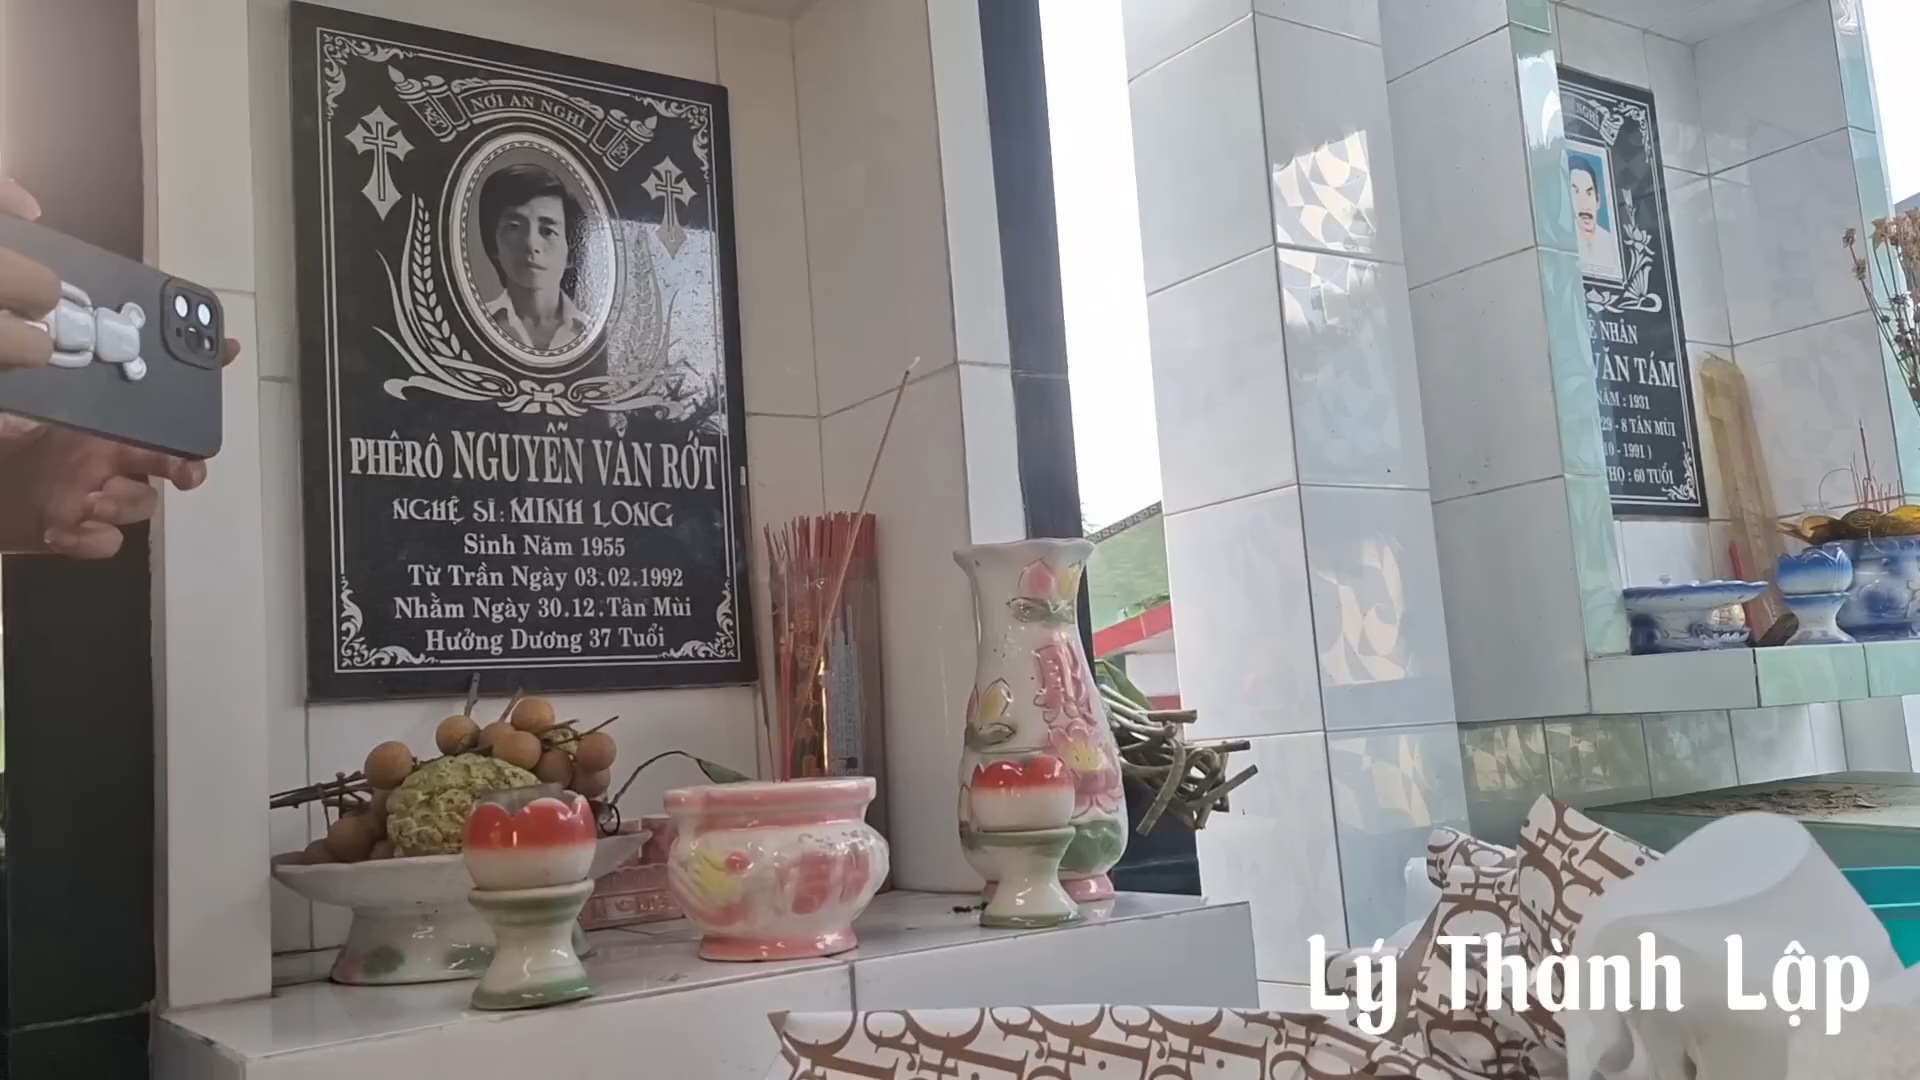 NƠI AN NGHỈ
PHÊRÔ NGUYỄN VĂN RỚT
NGHỆ SĨ: MINH LONG
Sinh Năm 1955
Từ Trần Ngày 03.02.1992
Nhằm Ngày 30.12.Tân Mùi
Hưởng Dương 37 Tuổi
NGHỈ
NHÂN
VĂN TÁM
NĂM : 1931
29 - 8 TÂN MÙI
10 - 1991 )
THỌ : 60 TUỔI
Lý Thành Lập